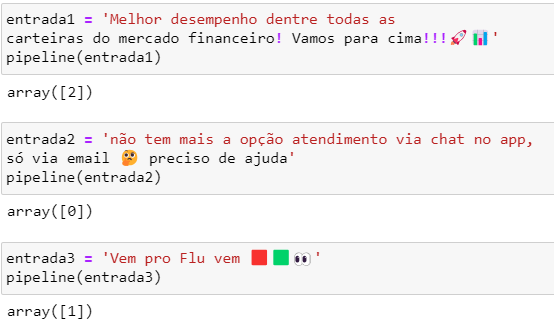 entrada1 = 'Melhor desempenho dentre todas as
carteiras do mercado financeiro! Vamos para cima!!!🚀📊'
pipeline(entrada1)
array([2])
entrada2 = 'não tem mais a opção atendimento via chat no app,
só via email 🤔 preciso de ajuda'
pipeline(entrada2)
array([0])
entrada3 = 'Vem pro Flu vem 🟥🟩👀'
pipeline(entrada3)
array([1])